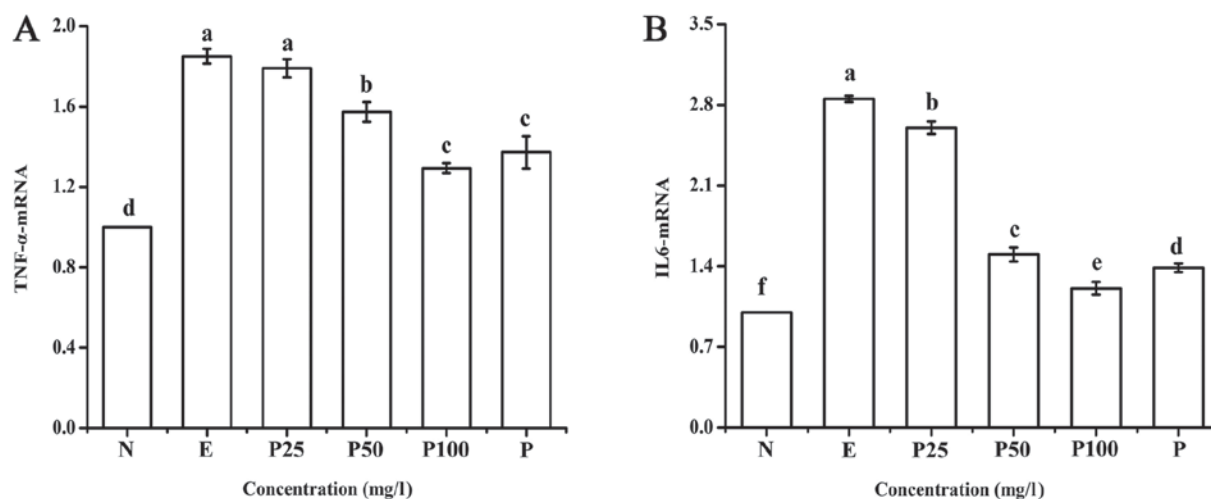 A
TNF-α-mRNA
2.0
1.6
1.2
0.8
0.4
0.0
d
a
a
b
c
c
N E P25 P50 P100 P
Concentration (mg/l)
B
IL6-mRNA
3.5
2.8
2.1
1.4
0.7
0.0
f
a
b
c
e
d
N E P25 P50 P100 P
Concentration (mg/l)